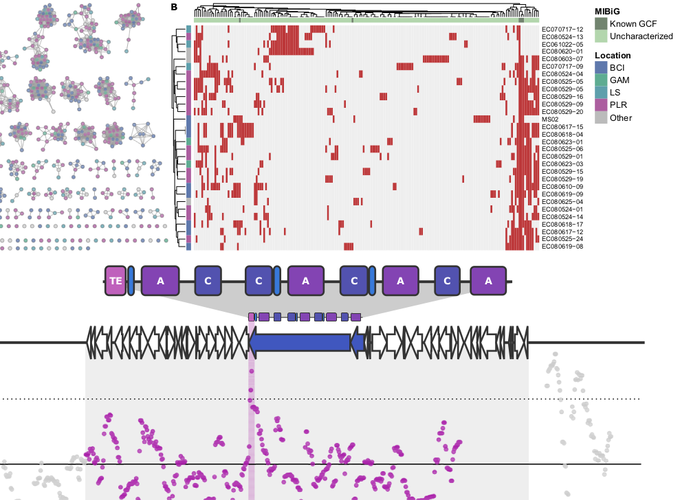 B
EC070717-12
EC080524-13
EC061022-05
EC080620-01
EC080603-07
EC070717-09
EC080524-04
EC080525-05
EC080529-05
EC080529-16
EC080529-09
EC080529-20
MS02
EC080617-15
EC080618-04
EC080623-01
EC080525-06
EC080529-01
EC080623-03
EC080529-15
EC080529-19
EC080610-09
EC080619-09
EC080625-04
EC080524-01
EC080524-14
EC080618-17
EC080617-12
EC080525-24
EC080619-08
MIBiG
Known GCF
Uncharacterized
Location
BCI
GAM
LS
PLR
Other
TE A C C A C A C A